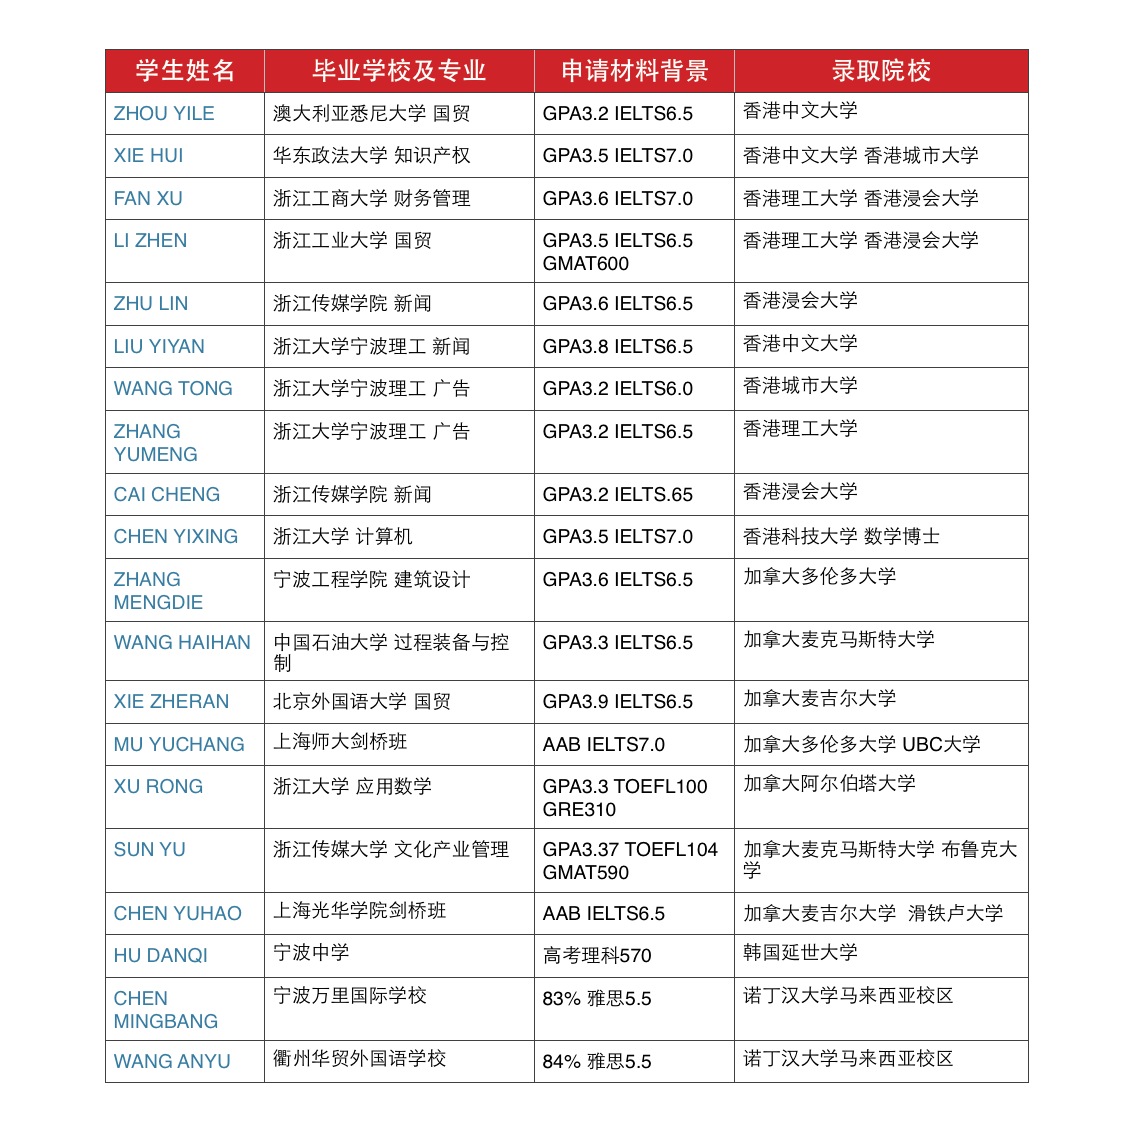 学生姓名 毕业学校及专业 申请材料背景 录取院校
ZHOU YILE 澳大利亚悉尼大学 国贸 GPA3.2 IELTS6.5 香港中文大学
XIE HUI 华东政法大学 知识产权 GPA3.5 IELTS7.0 香港中文大学 香港城市大学
FAN XU 浙江工商大学 财务管理 GPA3.6 IELTS7.0 香港理工大学 香港浸会大学
LI ZHEN 浙江工业大学 国贸 GPA3.5 IELTS6.5 香港理工大学 香港浸会大学
GMAT600
ZHU LIN 浙江传媒学院 新闻 GPA3.6 IELTS6.5 香港浸会大学
LIU YIYAN 浙江大学宁波理工 新闻 GPA3.8 IELTS6.5 香港中文大学
WANG TONG 浙江大学宁波理工 广告 GPA3.2 IELTS6.0 香港城市大学
ZHANG 浙江大学宁波理工 广告 GPA3.2 IELTS6.5 香港理工大学
YUMENG
CAI CHENG 浙江传媒学院 新闻 GPA3.2 IELTS.65 香港浸会大学
CHEN YIXING 浙江大学 计算机 GPA3.5 IELTS7.0 香港科技大学 数学博士
ZHANG 宁波工程学院 建筑设计 GPA3.6 IELTS6.5 加拿大多伦多大学
MENGDIE
WANG HAIHAN 中国石油大学 过程装备与控 GPA3.3 IELTS6.5 加拿大麦克马斯特大学
制
XIE ZHERAN 北京外国语大学 国贸 GPA3.9 IELTS6.5 加拿大麦吉尔大学
MU YUCHANG 上海师大剑桥班 AAB IELTS7.0 加拿大多伦多大学 UBC大学
XU RONG 浙江大学 应用数学 GPA3.3 TOEFL100 加拿大阿尔伯塔大学
GRE310
SUN YU 浙江传媒大学 文化产业管理 GPA3.37 TOEFL104 加拿大麦克马斯特大学 布鲁克大
GMAT590 学
CHEN YUHAO 上海光华学院剑桥班 AAB IELTS6.5 加拿大麦吉尔大学 滑铁卢大学
HU DANQI 宁波中学 高考理科570 韩国延世大学
CHEN 宁波万里国际学校 83% 雅思5.5 诺丁汉大学马来西亚校区
MINGBANG
WANG ANYU 衢州华贸外国语学校 84% 雅思5.5 诺丁汉大学马来西亚校区